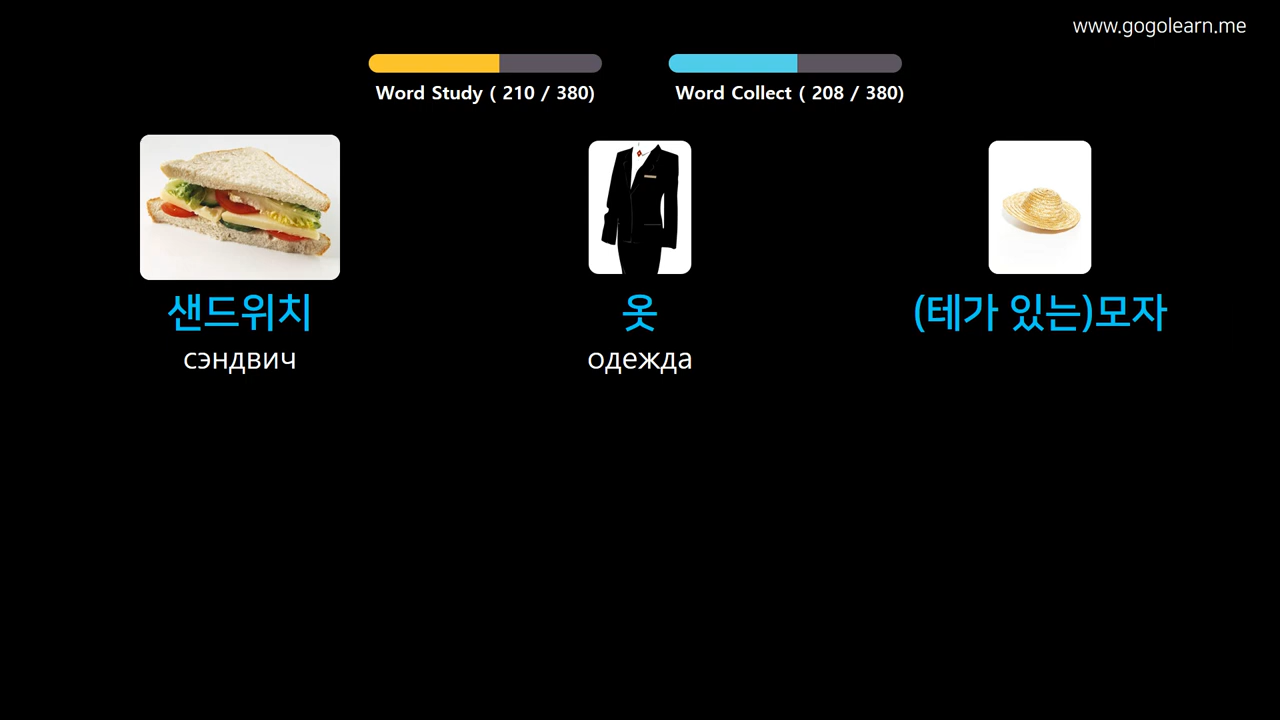 www.gogolearn.me
Word Study ( 210 / 380)
Word Collect ( 208 / 380)
샌드위치
옷
(테가 있는)모자
сэндвич
одежда